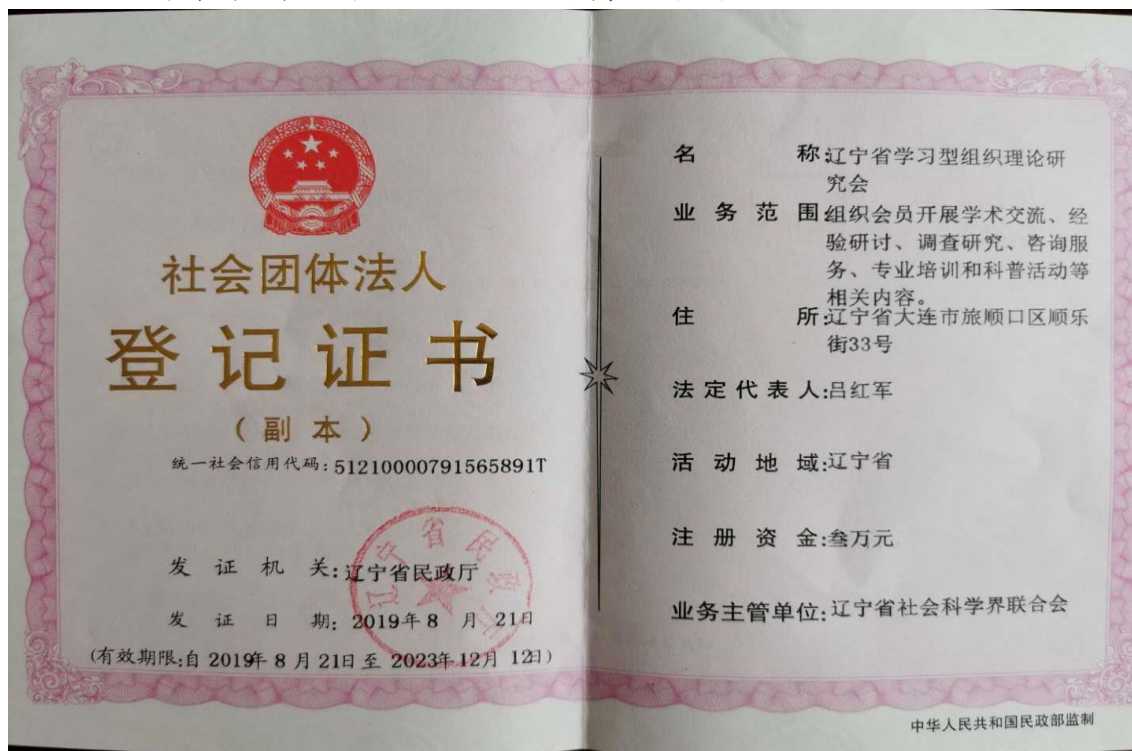 社会团体法人
登记证书
（副本）
统一社会信用代码：51210000791565891T
发证机关：辽宁省民政厅
发证日期：2019年8月21日
（有效期限：自2019年8月21日至2023年12月12日）
辽宁省民政厅
名称：辽宁省学习型组织理论研
究会
业务范围：组织会员开展学术交流、经
验研讨、调查研究、咨询服
务、专业培训和科普活动等
相关内容。
住所：辽宁省大连市旅顺口区顺乐
街33号
法定代表人：吕红军
活动地域：辽宁省
注册资金：叁万元
业务主管单位：辽宁省社会科学界联合会
中华人民共和国民政部监制